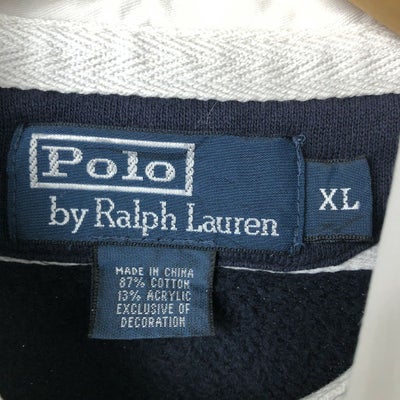 Polo
by Ralph Lauren
XL
MADE IN CHINA
87% COTTON
13% ACRYLIC
EXCLUSIVE OF
DECORATION